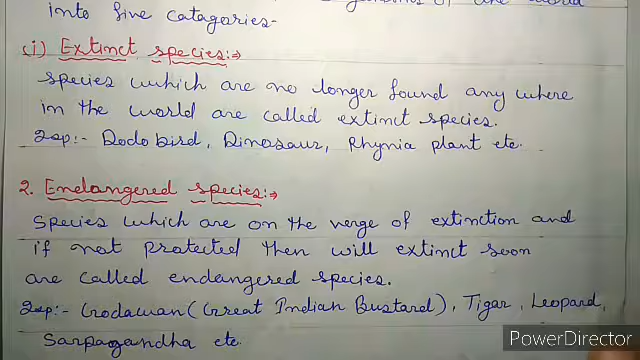 into five catagories-
(i) Extinct species:⇒
species which are no longer found any where
in the world are called extinct species.
Exp:- Dodo bird, Dinosaur, Rhynia plant etc.
2. Endangered species:⇒
species which are on the verge of extinction and
if not protected then will extinct soon
are called endangered species.
Exp:- Godawan (Great Indian Bustard), Tigar, Leopard,
Sarpagandha etc.
PowerDirector